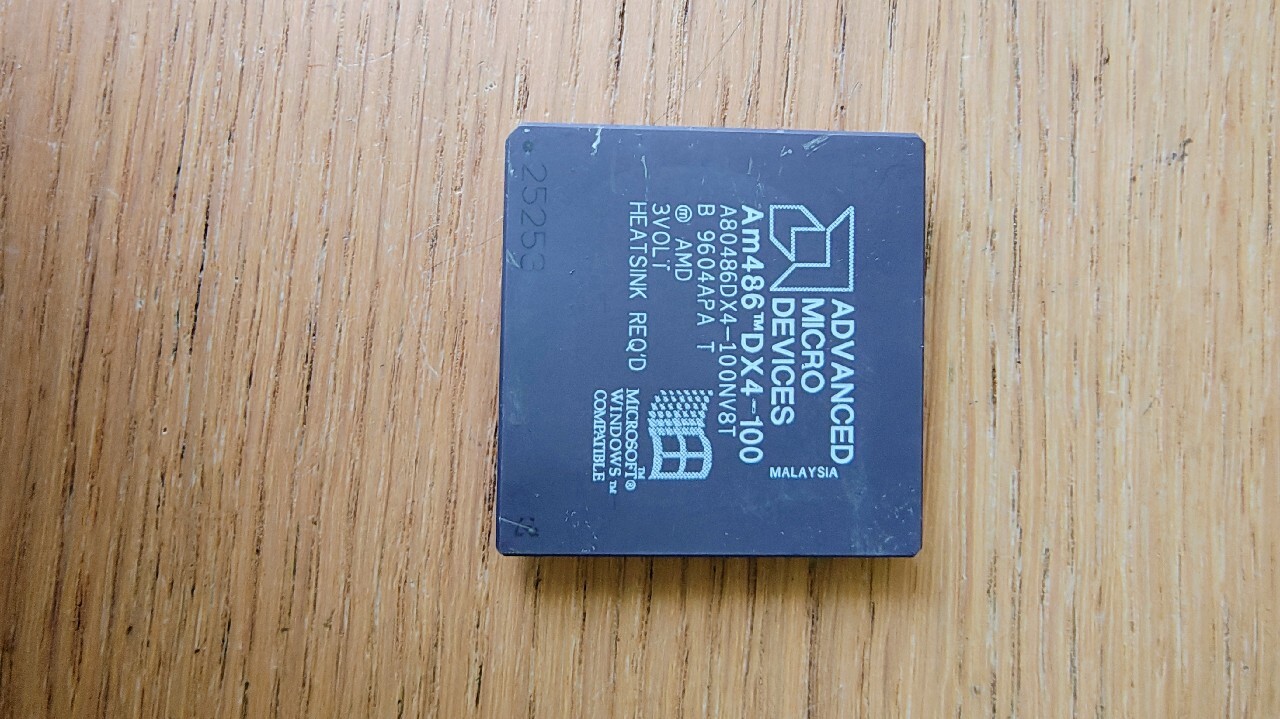 ADVANCED
MICRO
DEVICES
MALAYSIA
Am486™DX4-100
A80486DX4-100NV8T
B 9604APA T
ⓜ AMD
3VOLT
HEATSINK REQ'D
MICROSOFT®
WINDOWS™
COMPATIBLE
25253